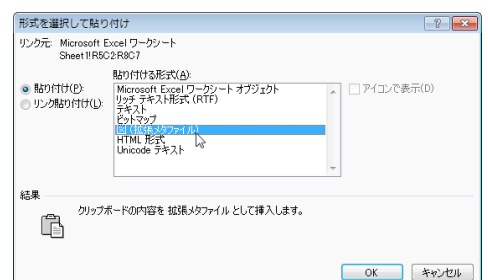 形式を選択して貼り付け
リンク元: Microsoft Excel ワークシート
Sheet1!R5C2:R8C7
貼り付ける形式(A):
貼り付け(P):
リンク貼り付け(L):
Microsoft Excel ワークシート オブジェクト
リッチ テキスト形式 (RTF)
テキスト
ビットマップ
図 (拡張メタファイル)
HTML 形式
Unicode テキスト
アイコンで表示(D)
結果
クリップボードの内容を 拡張メタファイル として挿入します。
OK
キャンセル